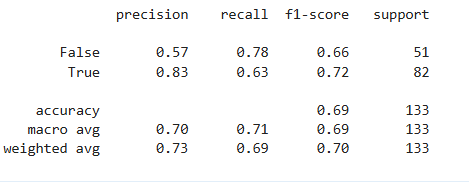 precision recall f1-score support
False 0.57 0.78 0.66 51
True 0.83 0.63 0.72 82
accuracy 0.69 133
macro avg 0.70 0.71 0.69 133
weighted avg 0.73 0.69 0.70 133